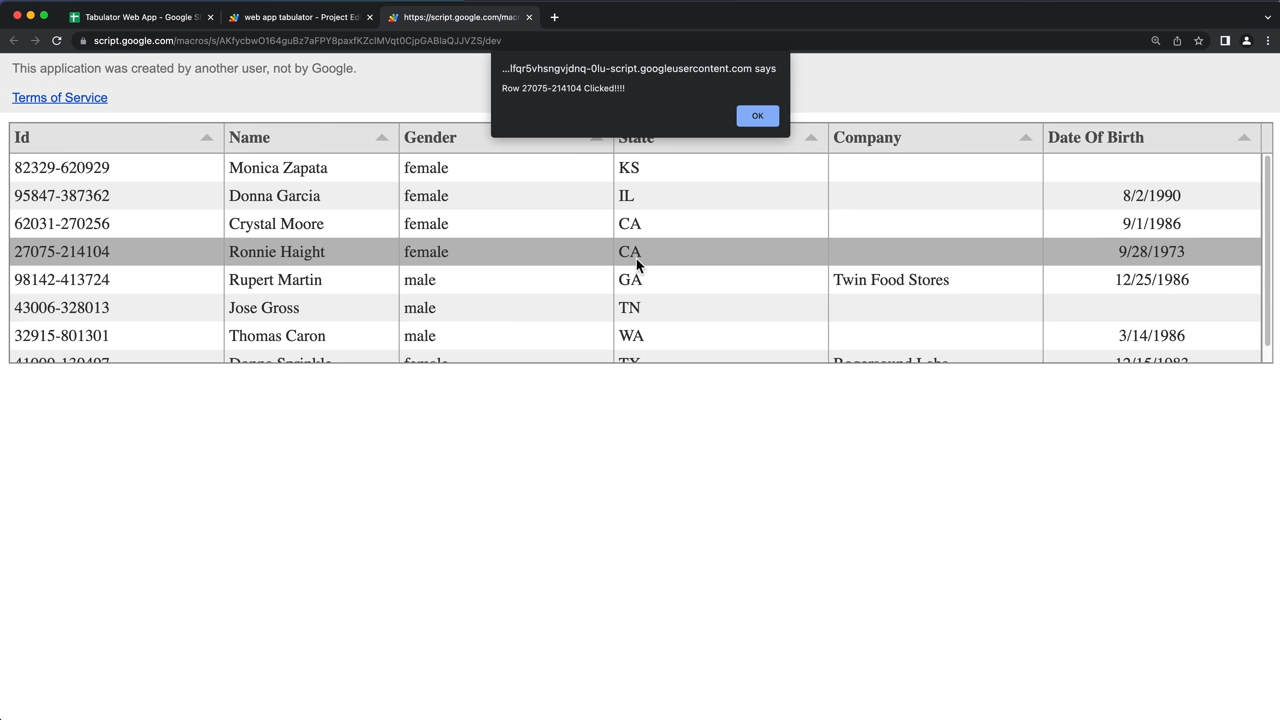 Tabulator Web App - Google S
web app tabulator - Project Ed
https://script.google.com/mac
script.google.com/macros/s/AKfycbwO164guBz7aFPY8paxfKZclMVqt0CjpGABlaQJJVZS/dev
This application was created by another user, not by Google.
Terms of Service
...lfqr5vhsngvjdnq-0lu-script.googleusercontent.com says
Row 27075-214104 Clicked!!!!
OK
Id Name Gender State Company Date Of Birth
82329-620929 Monica Zapata female KS
95847-387362 Donna Garcia female IL 8/2/1990
62031-270256 Crystal Moore female CA 9/1/1986
27075-214104 Ronnie Haight female CA 9/28/1973
98142-413724 Rupert Martin male GA Twin Food Stores 12/25/1986
43006-328013 Jose Gross male TN
32915-801301 Thomas Caron male WA 3/14/1986
female TX